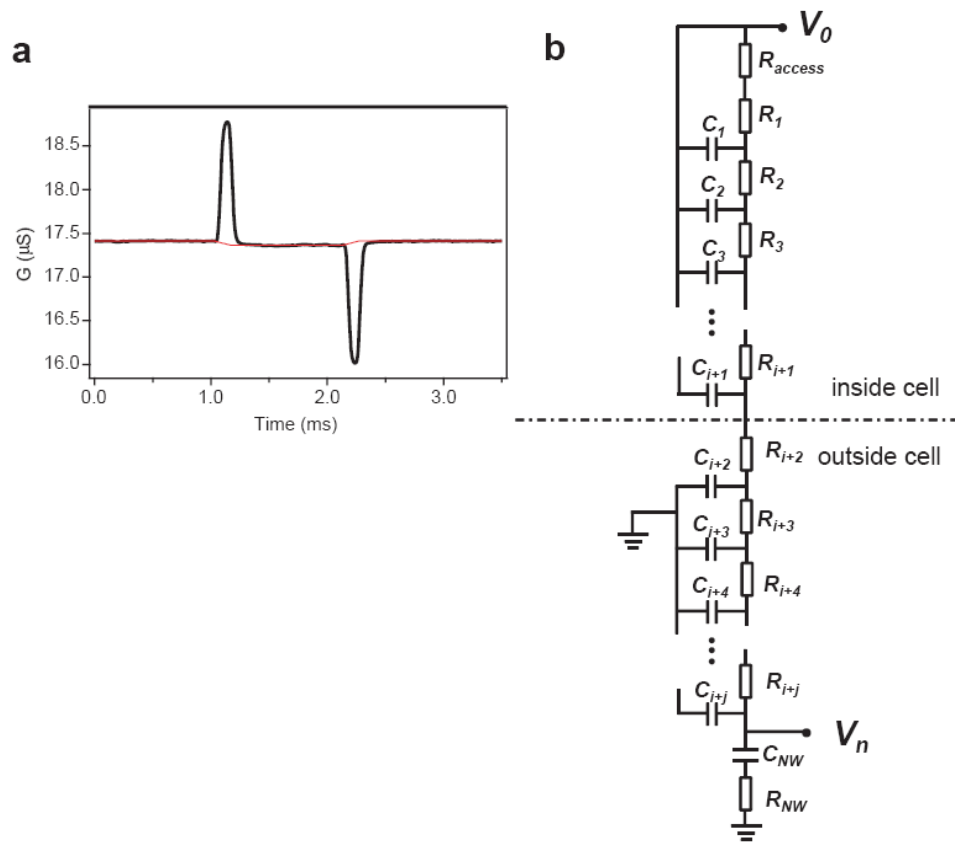 a
G (μS)
18.5
18.0
17.5
17.0
16.5
16.0
0.0 1.0 2.0 3.0
Time (ms)
b
V0
Raccess
R1
C1
R2
C2
R3
C3
Ri+1
Ci+1
inside cell
outside cell
Ri+2
Ci+2
Ri+3
Ci+3
Ri+4
Ci+4
Ri+j
Ci+j
Vn
CNW
RNW